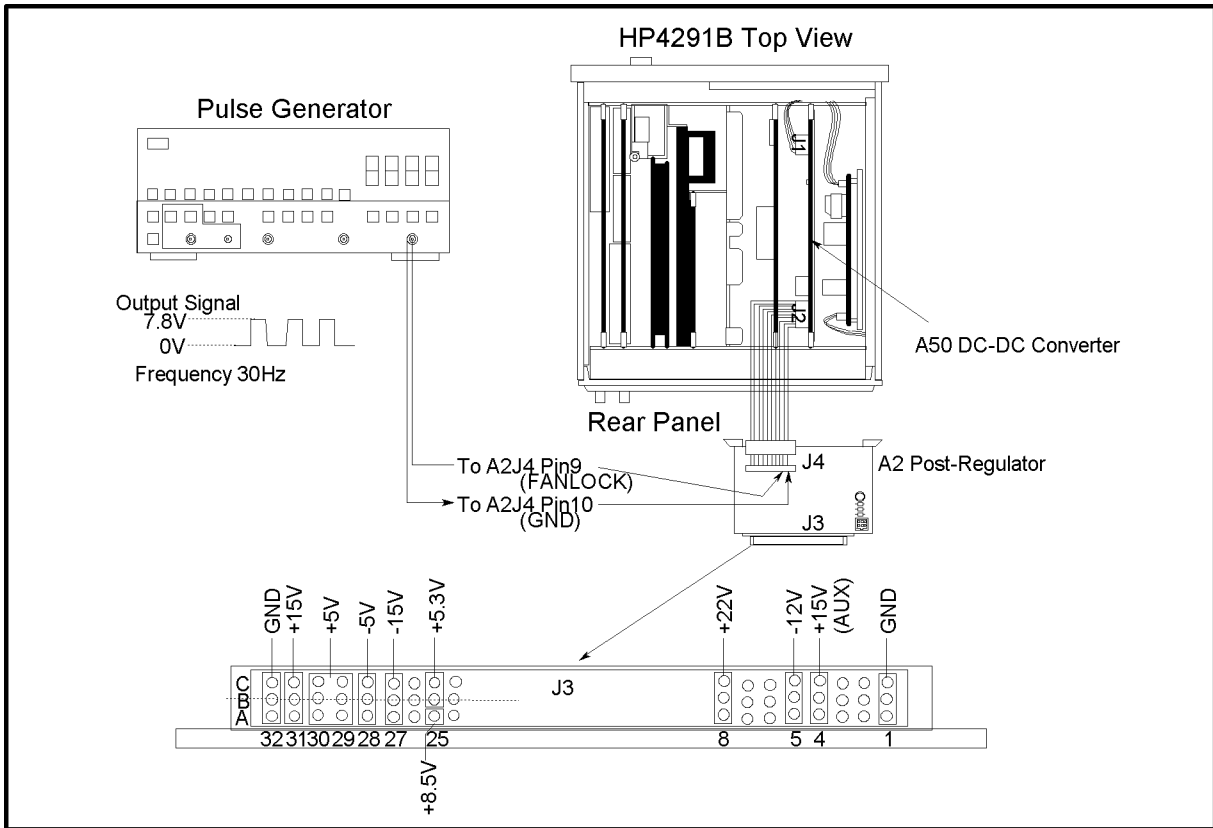 HP4291B Top View
Pulse Generator
J1
J2
Output Signal
7.8V
0V
Frequency 30Hz
A50 DC-DC Converter
Rear Panel
To A2J4 Pin9
(FANLOCK)
To A2J4 Pin10
(GND)
J4
A2 Post-Regulator
J3
GND
+15V
+5V
-5V
-15V
+5.3V
+22V
-12V
+15V
(AUX)
GND
C
B
A
J3
32 31 30 29 28 27 25 8 5 4 1
+8.5V